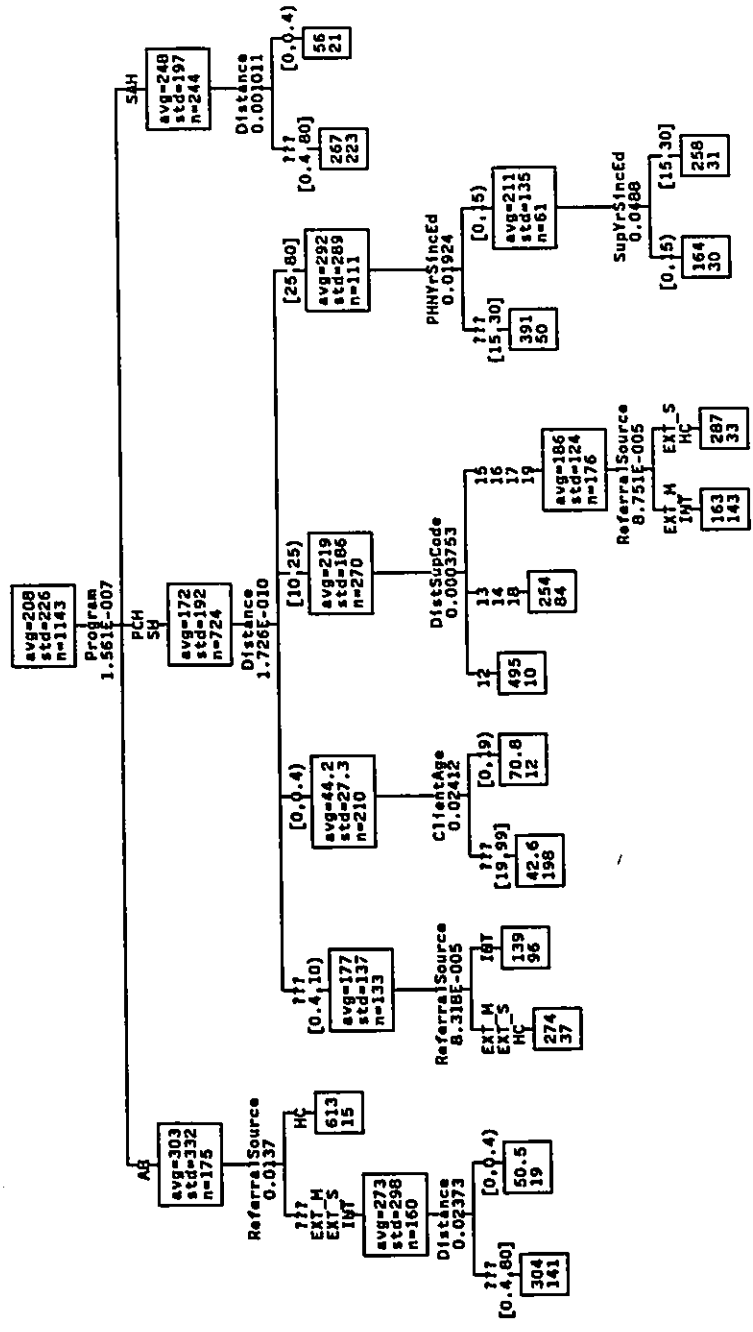 avg=208
std=226
n=1143
Program
1.561E-007
AB
avg=303
std=332
n=175
ReferralSource
0.0137
???
EXT_M
EXT_S
INT
avg=273
std=298
n=160
Distance
0.02373
???
[0.4,80]
304
141
[0,0.4)
50.5
19
HC
613
15
PCH
SH
avg=172
std=192
n=724
Distance
1.726E-010
???
[0.4,10)
avg=177
std=137
n=133
ReferralSource
8.318E-005
EXT_M
EXT_S
HC
274
37
INT
139
96
[0,0.4)
avg=44.2
std=27.3
n=210
ClientAge
0.02412
???
[19,99]
42.6
198
[0,19)
70.8
12
[10,25)
avg=219
std=186
n=270
DistSupCode
0.0003753
12
495
10
13
14
18
254
84
15
16
17
19
avg=186
std=124
n=176
ReferralSource
8.751E-005
EXT_M
INT
163
143
EXT_S
HC
287
33
[25,80]
avg=292
std=289
n=111
PHNYrSincEd
0.01924
???
[15,30]
391
50
[0,15)
avg=211
std=135
n=61
SupYrSincEd
0.0488
[0,15)
164
30
[15,30]
258
31
SAH
avg=248
std=197
n=244
Distance
0.001011
???
[0.4,80]
267
223
[0,0.4)
56
21